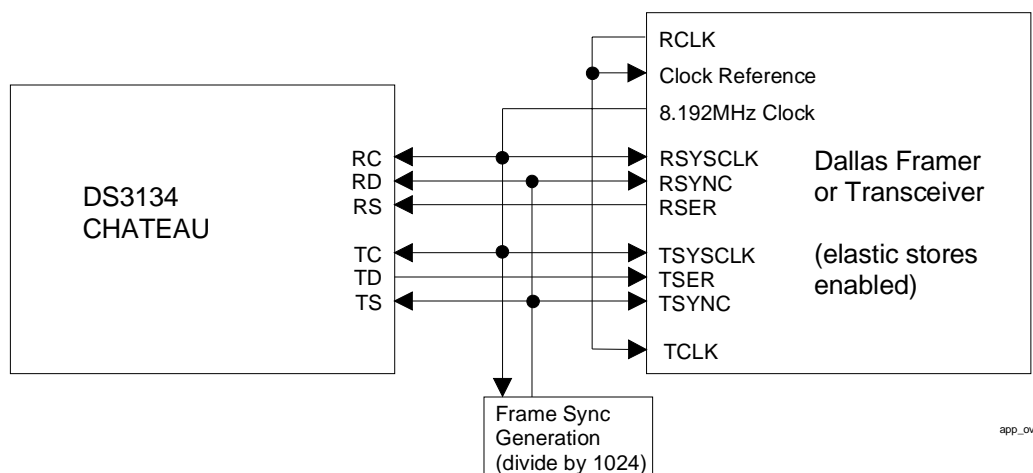 RCLK
Clock Reference
8.192MHz Clock
DS3134
CHATEAU
RC
RD
RS
TC
TD
TS
RSYSCLK
RSYNC
RSER
TSYSCLK
TSER
TSYNC
TCLK
Dallas Framer
or Transceiver
(elastic stores
enabled)
Frame Sync
Generation
(divide by 1024)
app_ov